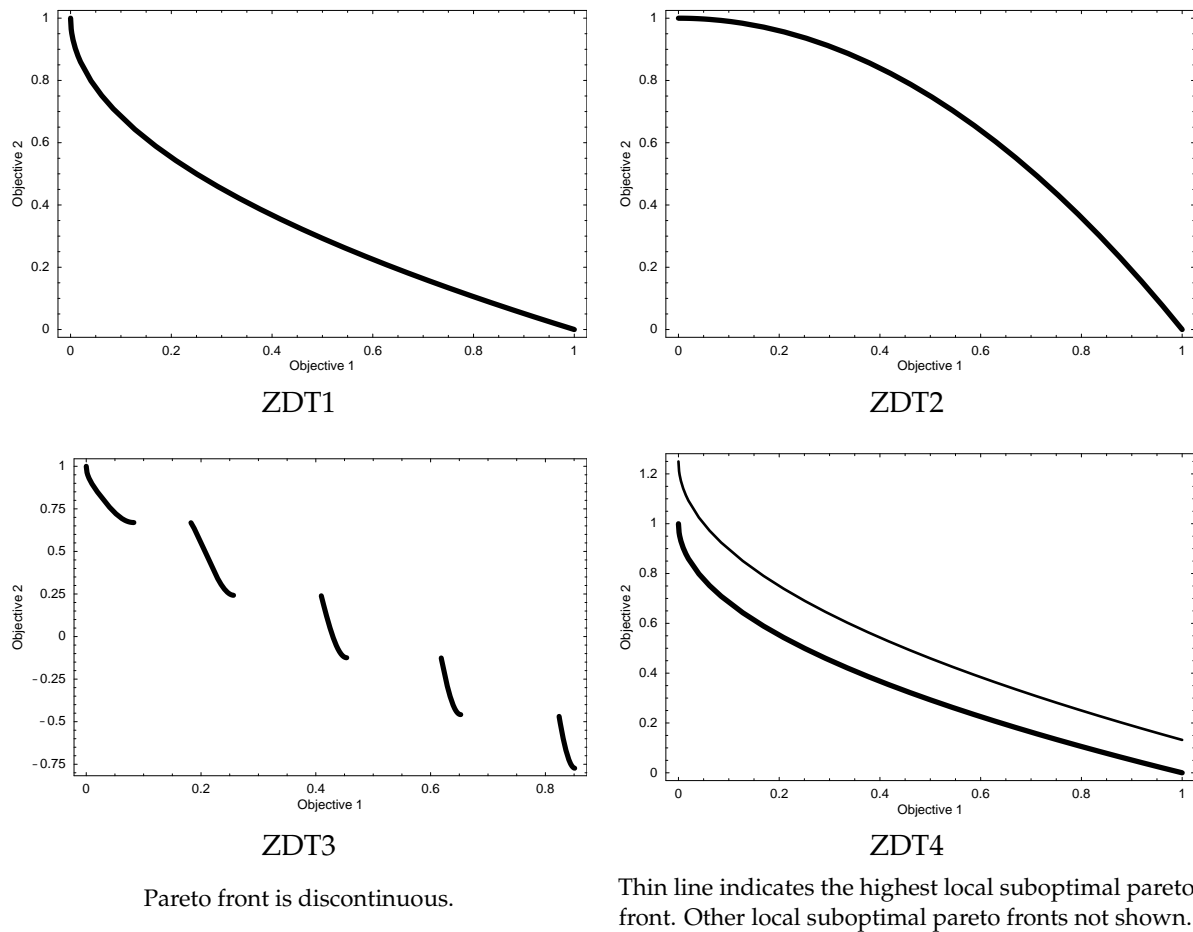 1
0.8
0.6
0.4
0.2
0
Objective 2
0 0.2 0.4 0.6 0.8 1
Objective 1
ZDT1
1
0.8
0.6
0.4
0.2
0
Objective 2
0 0.2 0.4 0.6 0.8 1
Objective 1
ZDT2
1
0.75
0.5
0.25
0
-0.25
-0.5
-0.75
Objective 2
0 0.2 0.4 0.6 0.8
Objective 1
ZDT3
Pareto front is discontinuous.
1.2
1
0.8
0.6
0.4
0.2
0
Objective 2
0 0.2 0.4 0.6 0.8 1
Objective 1
ZDT4
Thin line indicates the highest local suboptimal pareto
front. Other local suboptimal pareto fronts not shown.